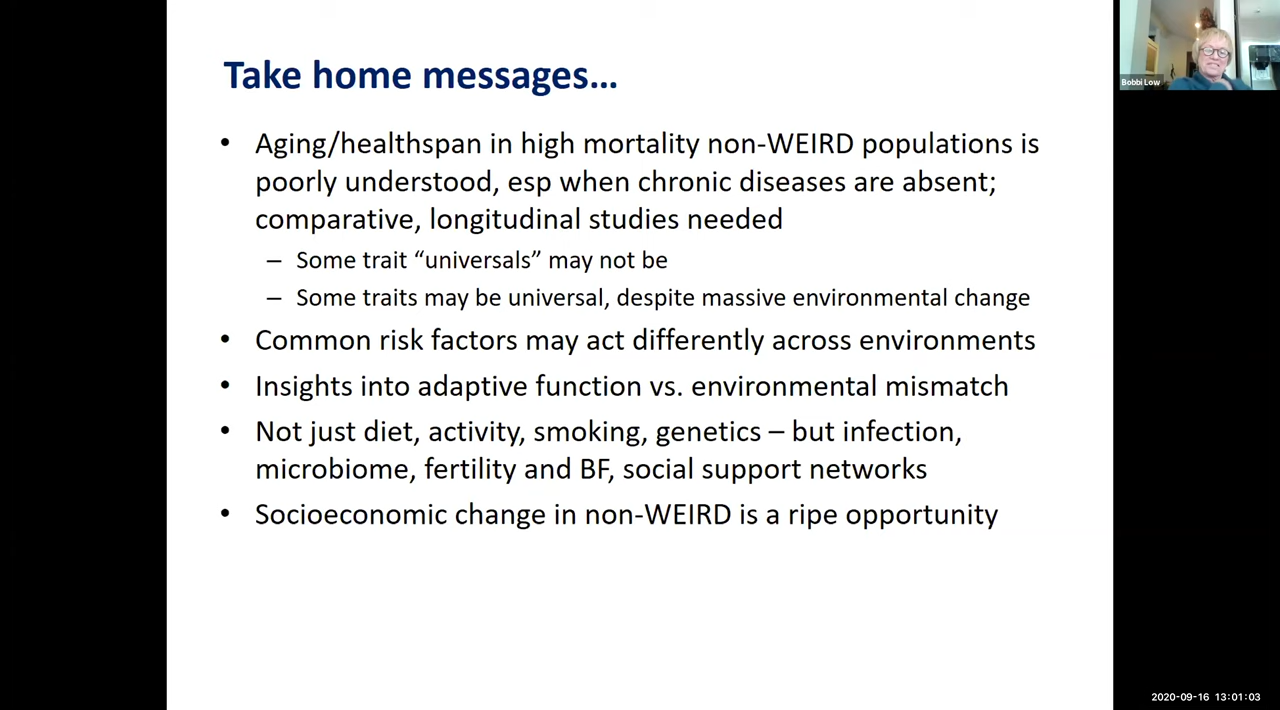 Take home messages…
• Aging/healthspan in high mortality non-WEIRD populations is
poorly understood, esp when chronic diseases are absent;
comparative, longitudinal studies needed
– Some trait “universals” may not be
– Some traits may be universal, despite massive environmental change
• Common risk factors may act differently across environments
• Insights into adaptive function vs. environmental mismatch
• Not just diet, activity, smoking, genetics – but infection,
microbiome, fertility and BF, social support networks
• Socioeconomic change in non-WEIRD is a ripe opportunity
Bobbi Low
2020-09-16 13:01:03